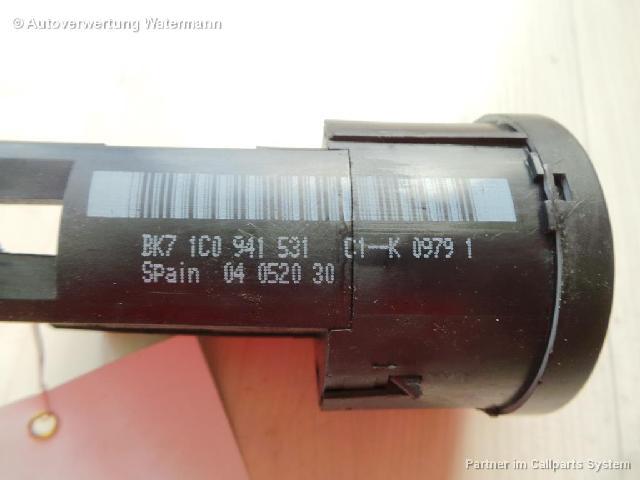 © Autoverwertung Watermann
BK7 1C0 941 531 C1--K 0979 1
Spain 04 0520 30
Partner im Callparts System